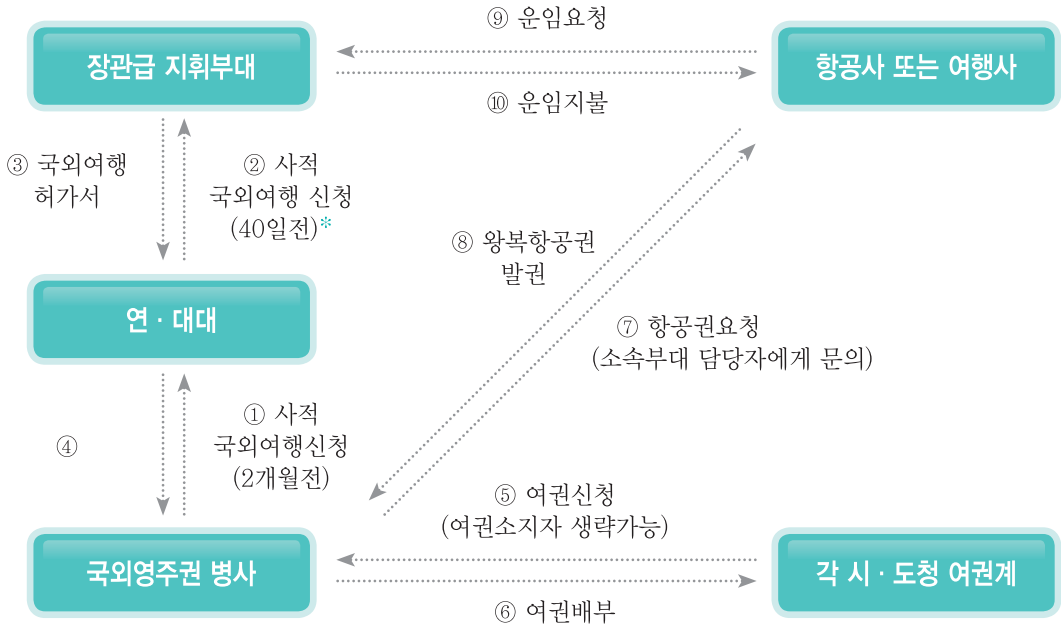 ⑨ 운임요청
장관급 지휘부대
항공사 또는 여행사
⑩ 운임지불
③ 국외여행
허가서
② 사적
국외여행 신청
(40일전)*
⑧ 왕복항공권
발권
연 · 대대
⑦ 항공권요청
(소속부대 담당자에게 문의)
④
① 사적
국외여행신청
(2개월전)
⑤ 여권신청
(여권소지자 생략가능)
국외영주권 병사
각 시 · 도청 여권계
⑥ 여권배부